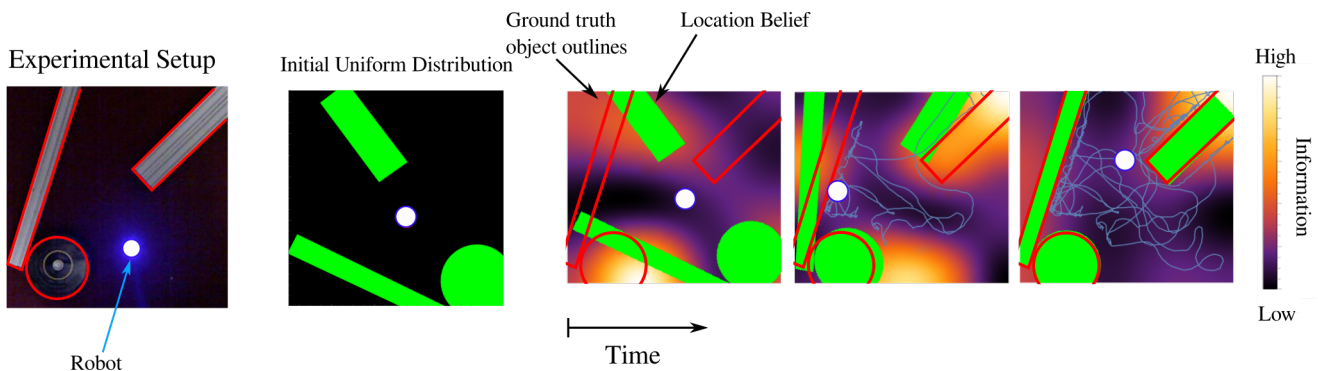 Experimental Setup
Robot
Initial Uniform Distribution
Ground truth
object outlines
Location Belief
Time
High
Information
Low